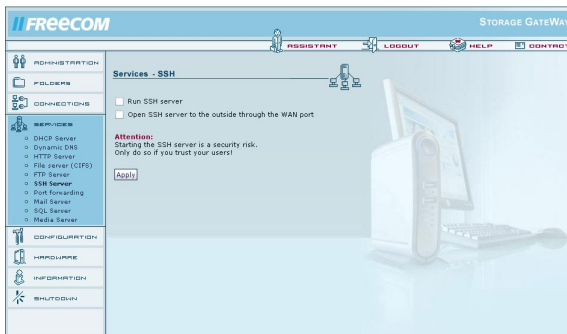 FREECOM
STORAGE GATEWAY
ASSISTANT
LOGOUT
HELP
CONTACT
ADMINISTRATION
FOLDERS
CONNECTIONS
SERVICES
DHCP Server
Dynamic DNS
HTTP Server
File server (CIFS)
FTP Server
SSH Server
Port forwarding
Mail Server
SQL Server
Media Server
CONFIGURATION
HARDWARE
INFORMATION
SHUTDOWN
Services - SSH
Run SSH server
Open SSH server to the outside through the WAN port
Attention:
Starting the SSH server is a security risk.
Only do so if you trust your users!
Apply